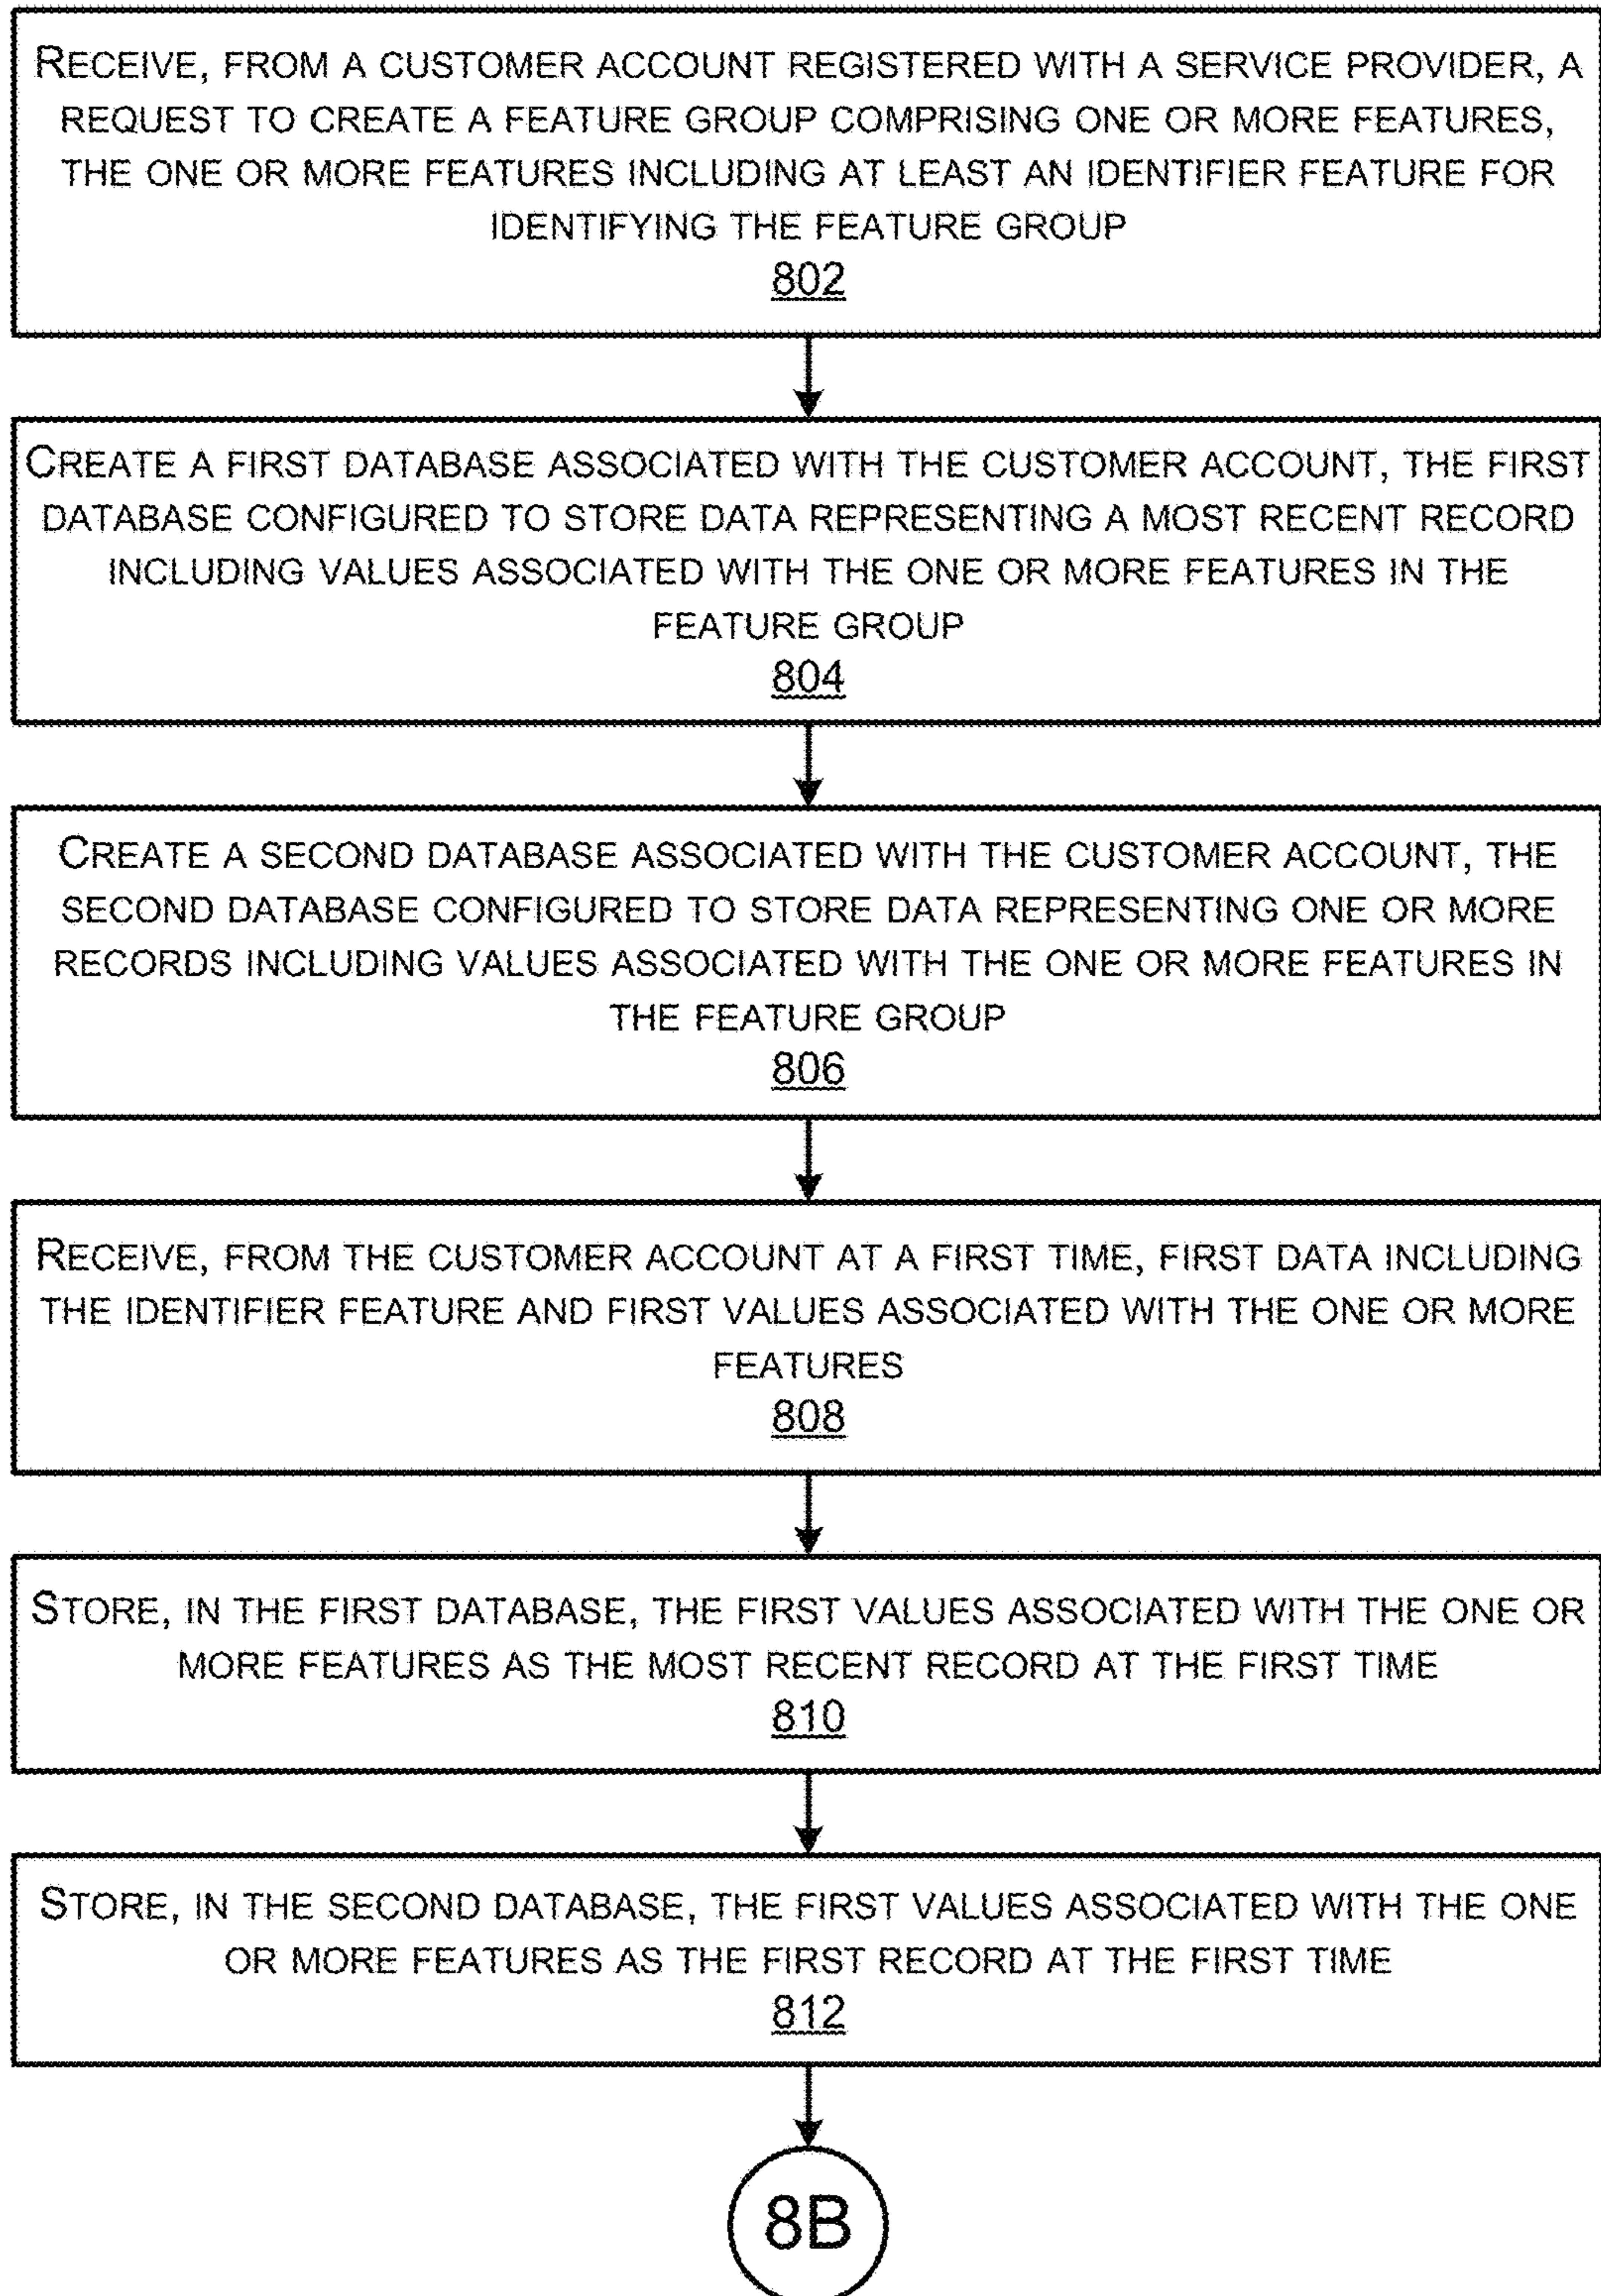 RECEIVE, FROM A CUSTOMER ACCOUNT REGISTERED WITH A SERVICE PROVIDER, A
REQUEST TO CREATE A FEATURE GROUP COMPRISING ONE OR MORE FEATURES,
THE ONE OR MORE FEATURES INCLUDING AT LEAST AN IDENTIFIER FEATURE FOR
IDENTIFYING THE FEATURE GROUP
802
CREATE A FIRST DATABASE ASSOCIATED WITH THE CUSTOMER ACCOUNT, THE FIRST
DATABASE CONFIGURED TO STORE DATA REPRESENTING A MOST RECENT RECORD
INCLUDING VALUES ASSOCIATED WITH THE ONE OR MORE FEATURES IN THE
FEATURE GROUP
804
CREATE A SECOND DATABASE ASSOCIATED WITH THE CUSTOMER ACCOUNT, THE
SECOND DATABASE CONFIGURED TO STORE DATA REPRESENTING ONE OR MORE
RECORDS INCLUDING VALUES ASSOCIATED WITH THE ONE OR MORE FEATURES IN
THE FEATURE GROUP
806
RECEIVE, FROM THE CUSTOMER ACCOUNT AT A FIRST TIME, FIRST DATA INCLUDING
THE IDENTIFIER FEATURE AND FIRST VALUES ASSOCIATED WITH THE ONE OR MORE
FEATURES
808
STORE, IN THE FIRST DATABASE, THE FIRST VALUES ASSOCIATED WITH THE ONE OR
MORE FEATURES AS THE MOST RECENT RECORD AT THE FIRST TIME
810
STORE, IN THE SECOND DATABASE, THE FIRST VALUES ASSOCIATED WITH THE ONE
OR MORE FEATURES AS THE FIRST RECORD AT THE FIRST TIME
812
8B